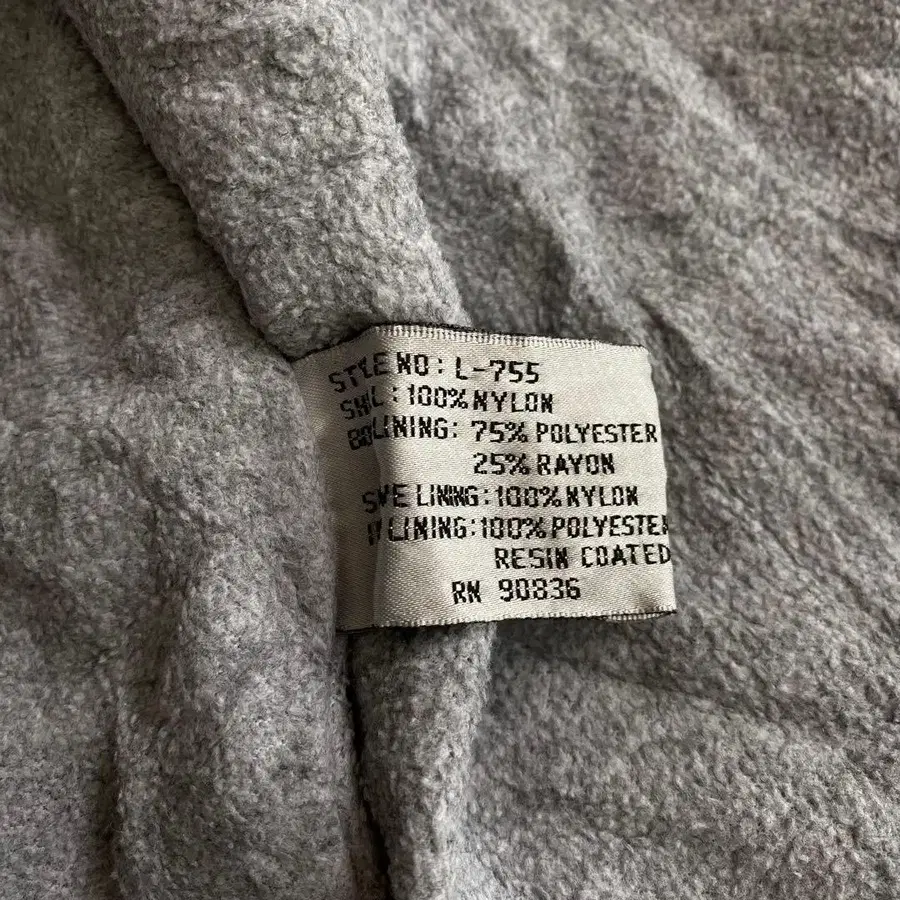 STYLE NO: L-755
: 100% NYLON
LINING: 75% POLYESTER
25% RAYON
LINING: 100% NYLON
LINING: 100% POLYESTER
RESIN COATED
RN 90836